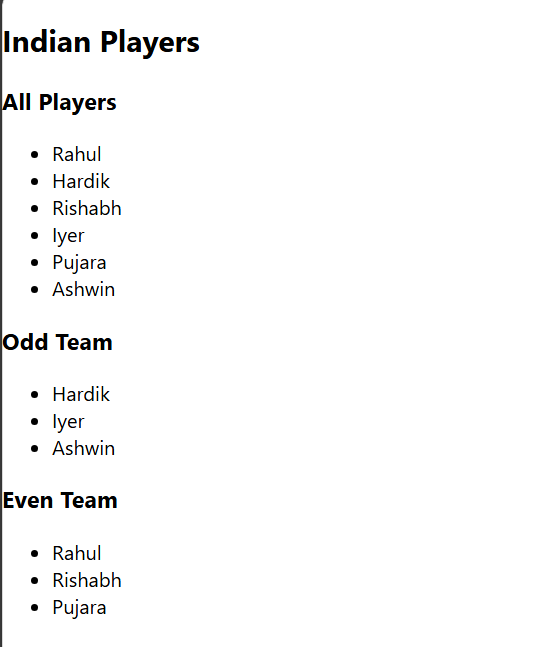 Indian Players
All Players
Rahul
Hardik
Rishabh
Iyer
Pujara
Ashwin
Odd Team
Hardik
Iyer
Ashwin
Even Team
Rahul
Rishabh
Pujara